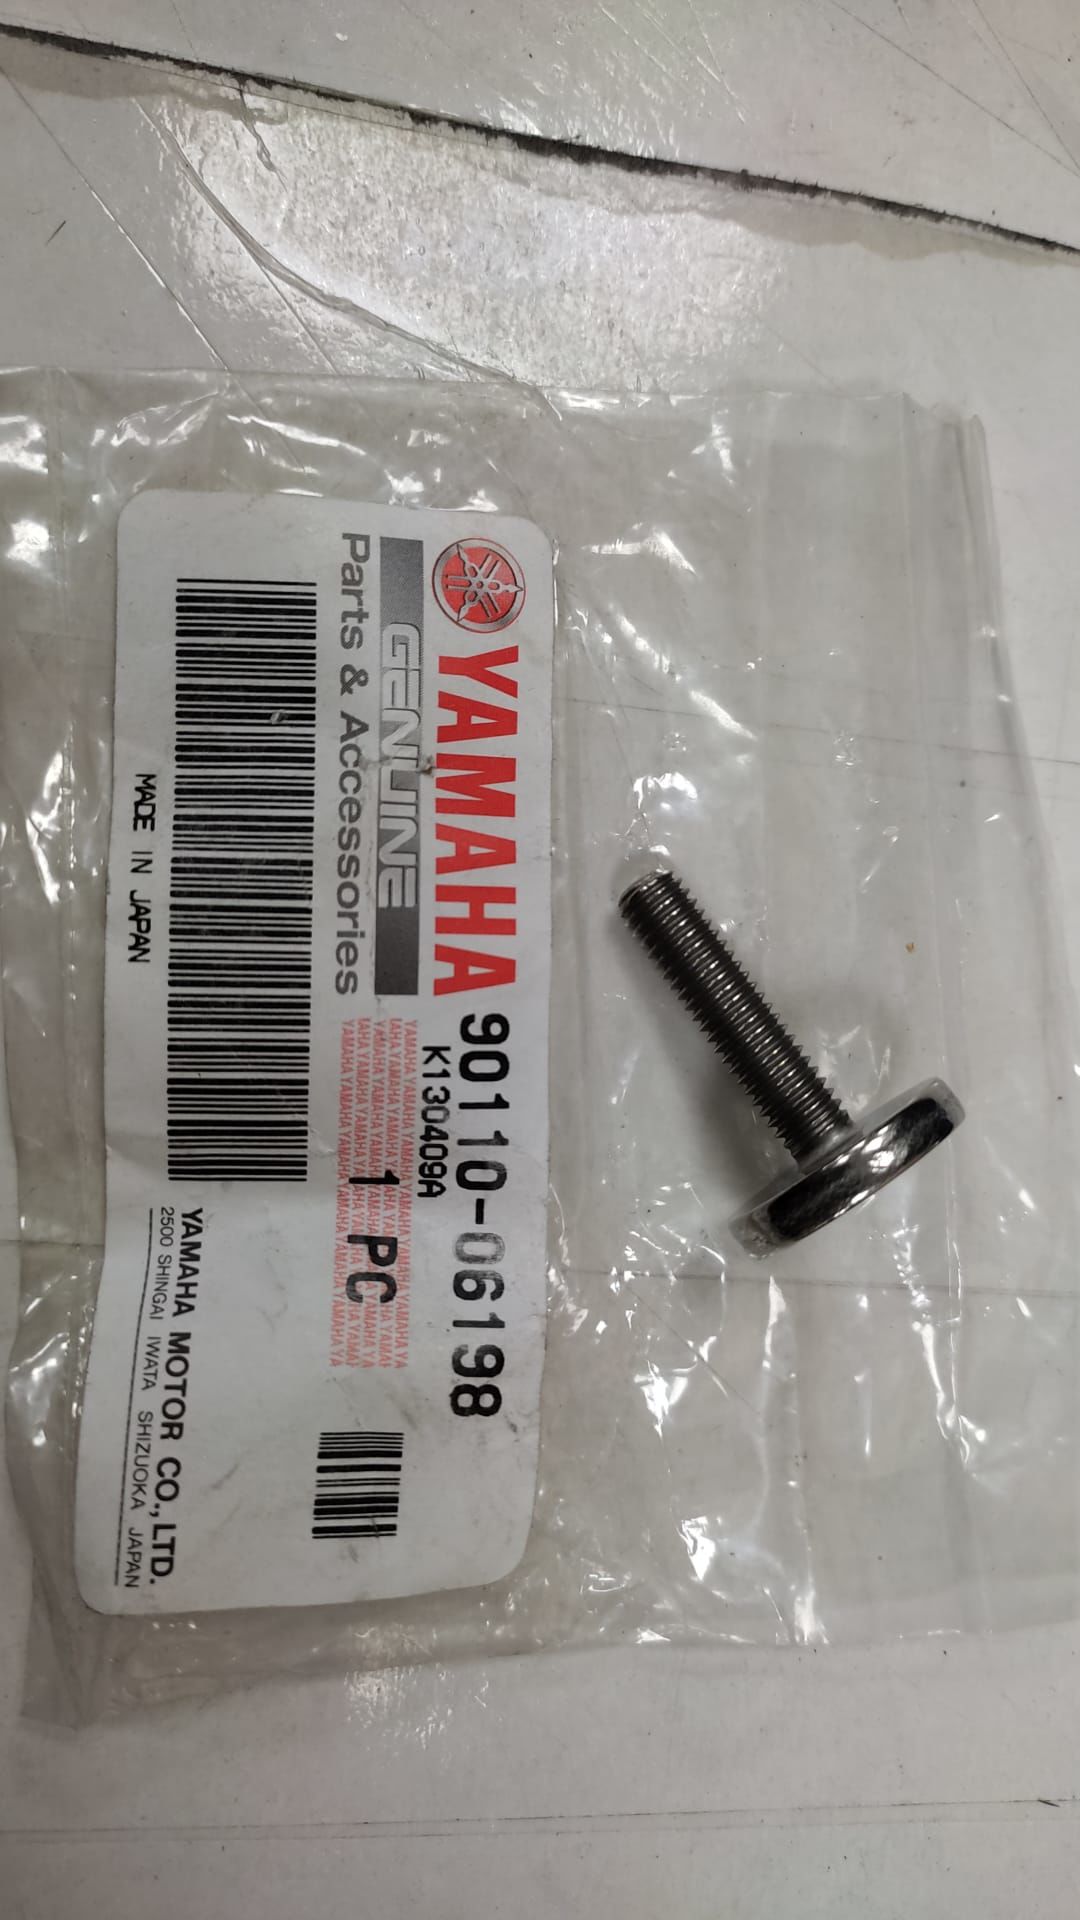 YAMAHA 90110-06198
GENUINE K130409A
Parts & Accessories 1 PC
MADE IN JAPAN
YAMAHA MOTOR CO., LTD.
2500 SHINGAI IWATA SHIZUOKA JAPAN